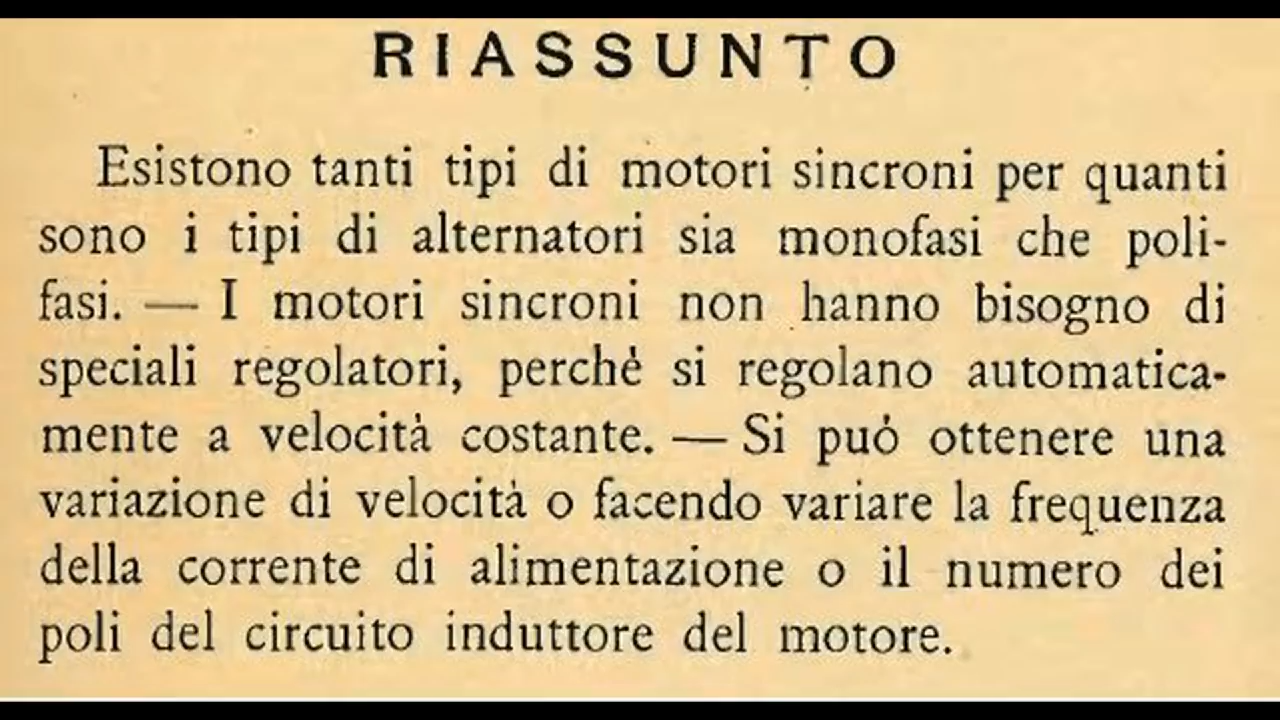 RIASSUNTO
Esistono tanti tipi di motori sincroni per quanti
sono i tipi di alternatori sia monofasi che poli-
fasi. — I motori sincroni non hanno bisogno di
speciali regolatori, perchè si regolano automatica-
mente a velocità costante. — Si può ottenere una
variazione di velocità o facendo variare la frequenza
della corrente di alimentazione o il numero dei
poli del circuito induttore del motore.